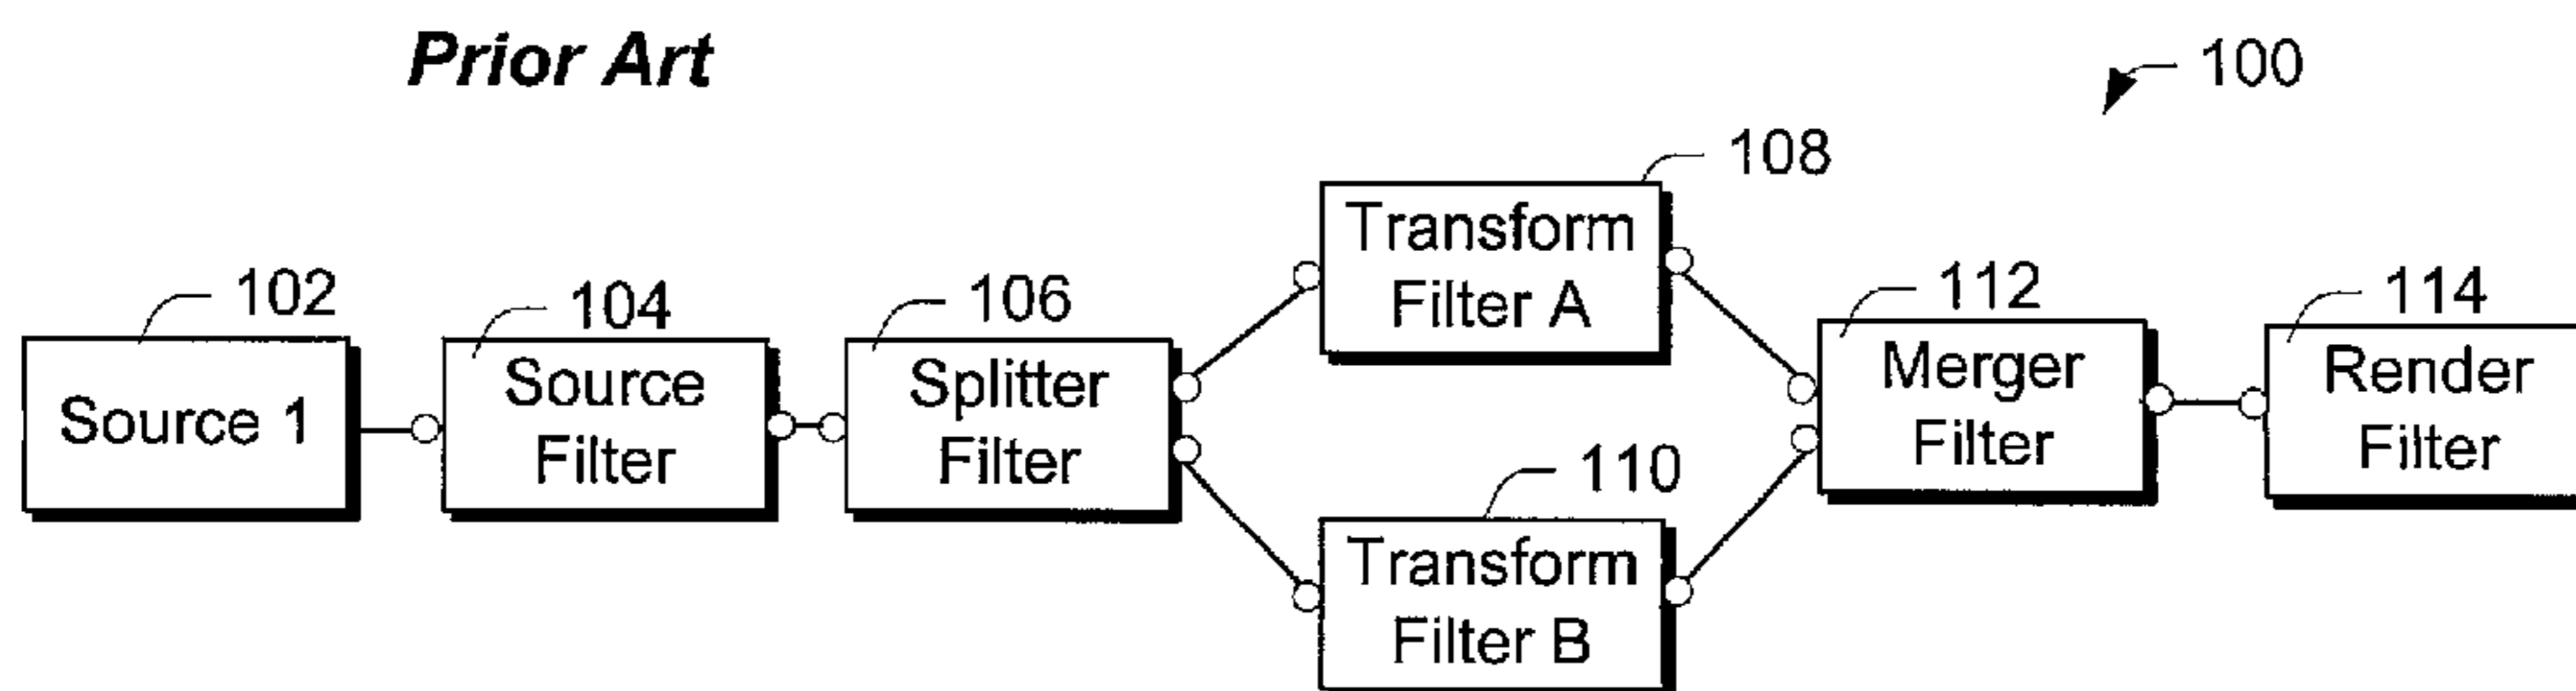 Prior Art
100
108
Transform
Filter A
102
Source 1
104
Source
Filter
106
Splitter
Filter
110
Transform
Filter B
112
Merger
Filter
114
Render
Filter